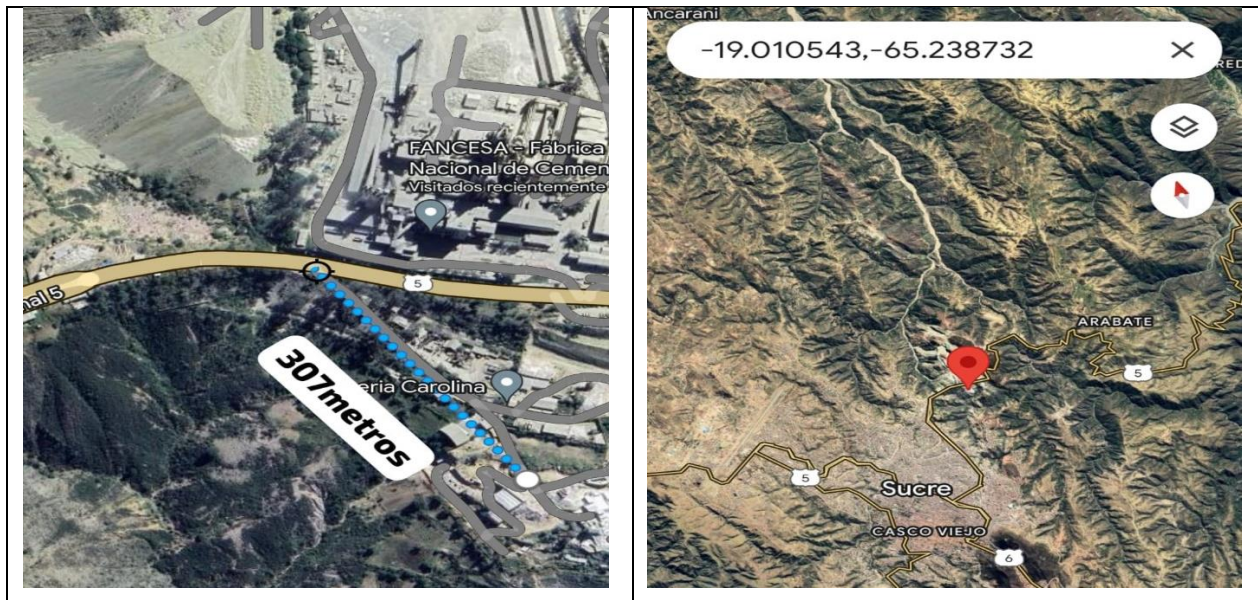 FANCESA - Fábrica
Nacional de Cemen
Visitados recientemente
5
nal 5
307metros
eria Carolina
Ancarani
-19.010543,-65.238732
RED
ARABATE
5
5
Sucre
CASCO VIEJO
6